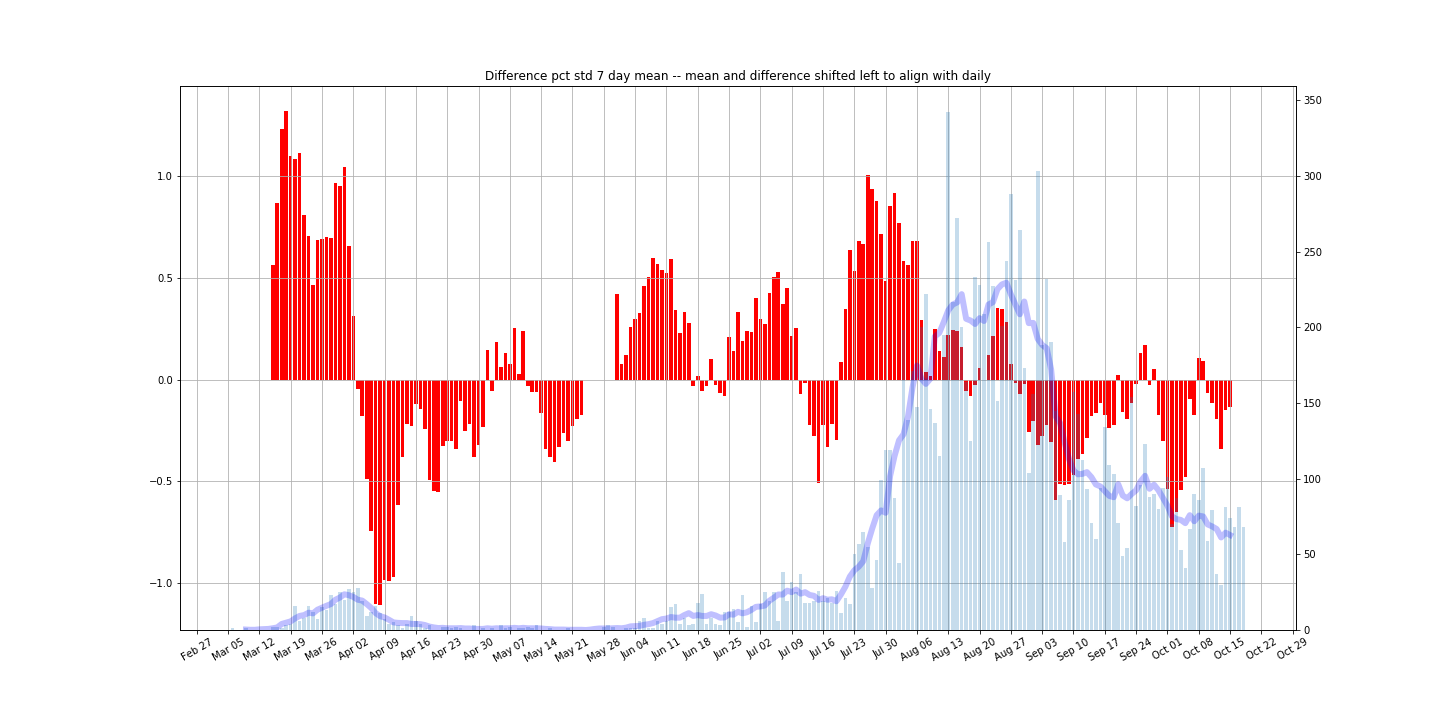 Difference pct std 7 day mean -- mean and difference shifted left to align with daily
1.0
0.5
0.0
−0.5
−1.0
350
300
250
200
150
100
50
0
Feb 27
Mar 05
Mar 12
Mar 19
Mar 26
Apr 02
Apr 09
Apr 16
Apr 23
Apr 30
May 07
May 14
May 21
May 28
Jun 04
Jun 11
Jun 18
Jun 25
Jul 02
Jul 09
Jul 16
Jul 23
Jul 30
Aug 06
Aug 13
Aug 20
Aug 27
Sep 03
Sep 10
Sep 17
Sep 24
Oct 01
Oct 08
Oct 15
Oct 22
Oct 29